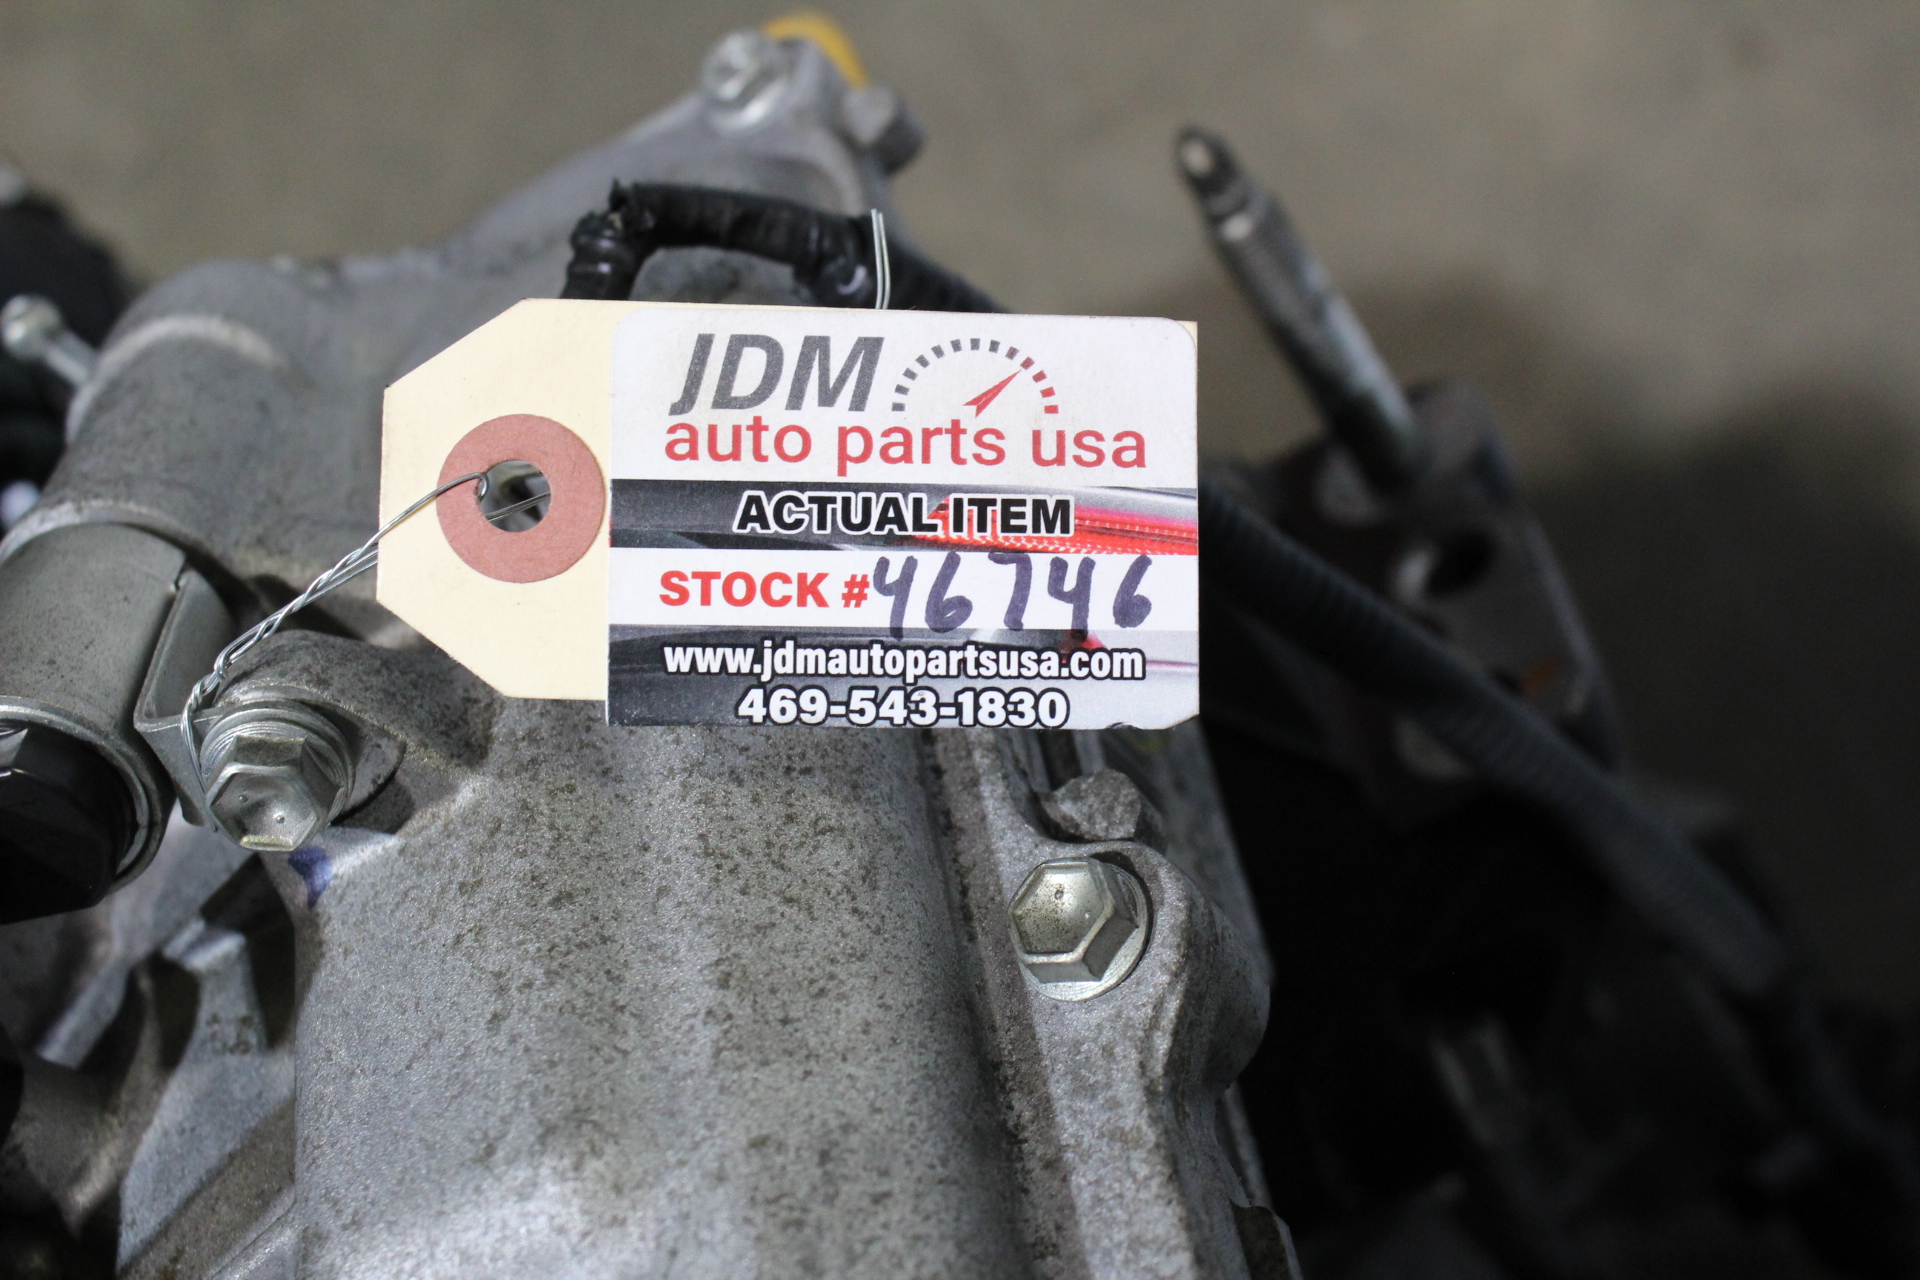 JDM
auto parts usa
ACTUAL ITEM
STOCK # 46746
www.jdmautopartsusa.com
469-543-1830